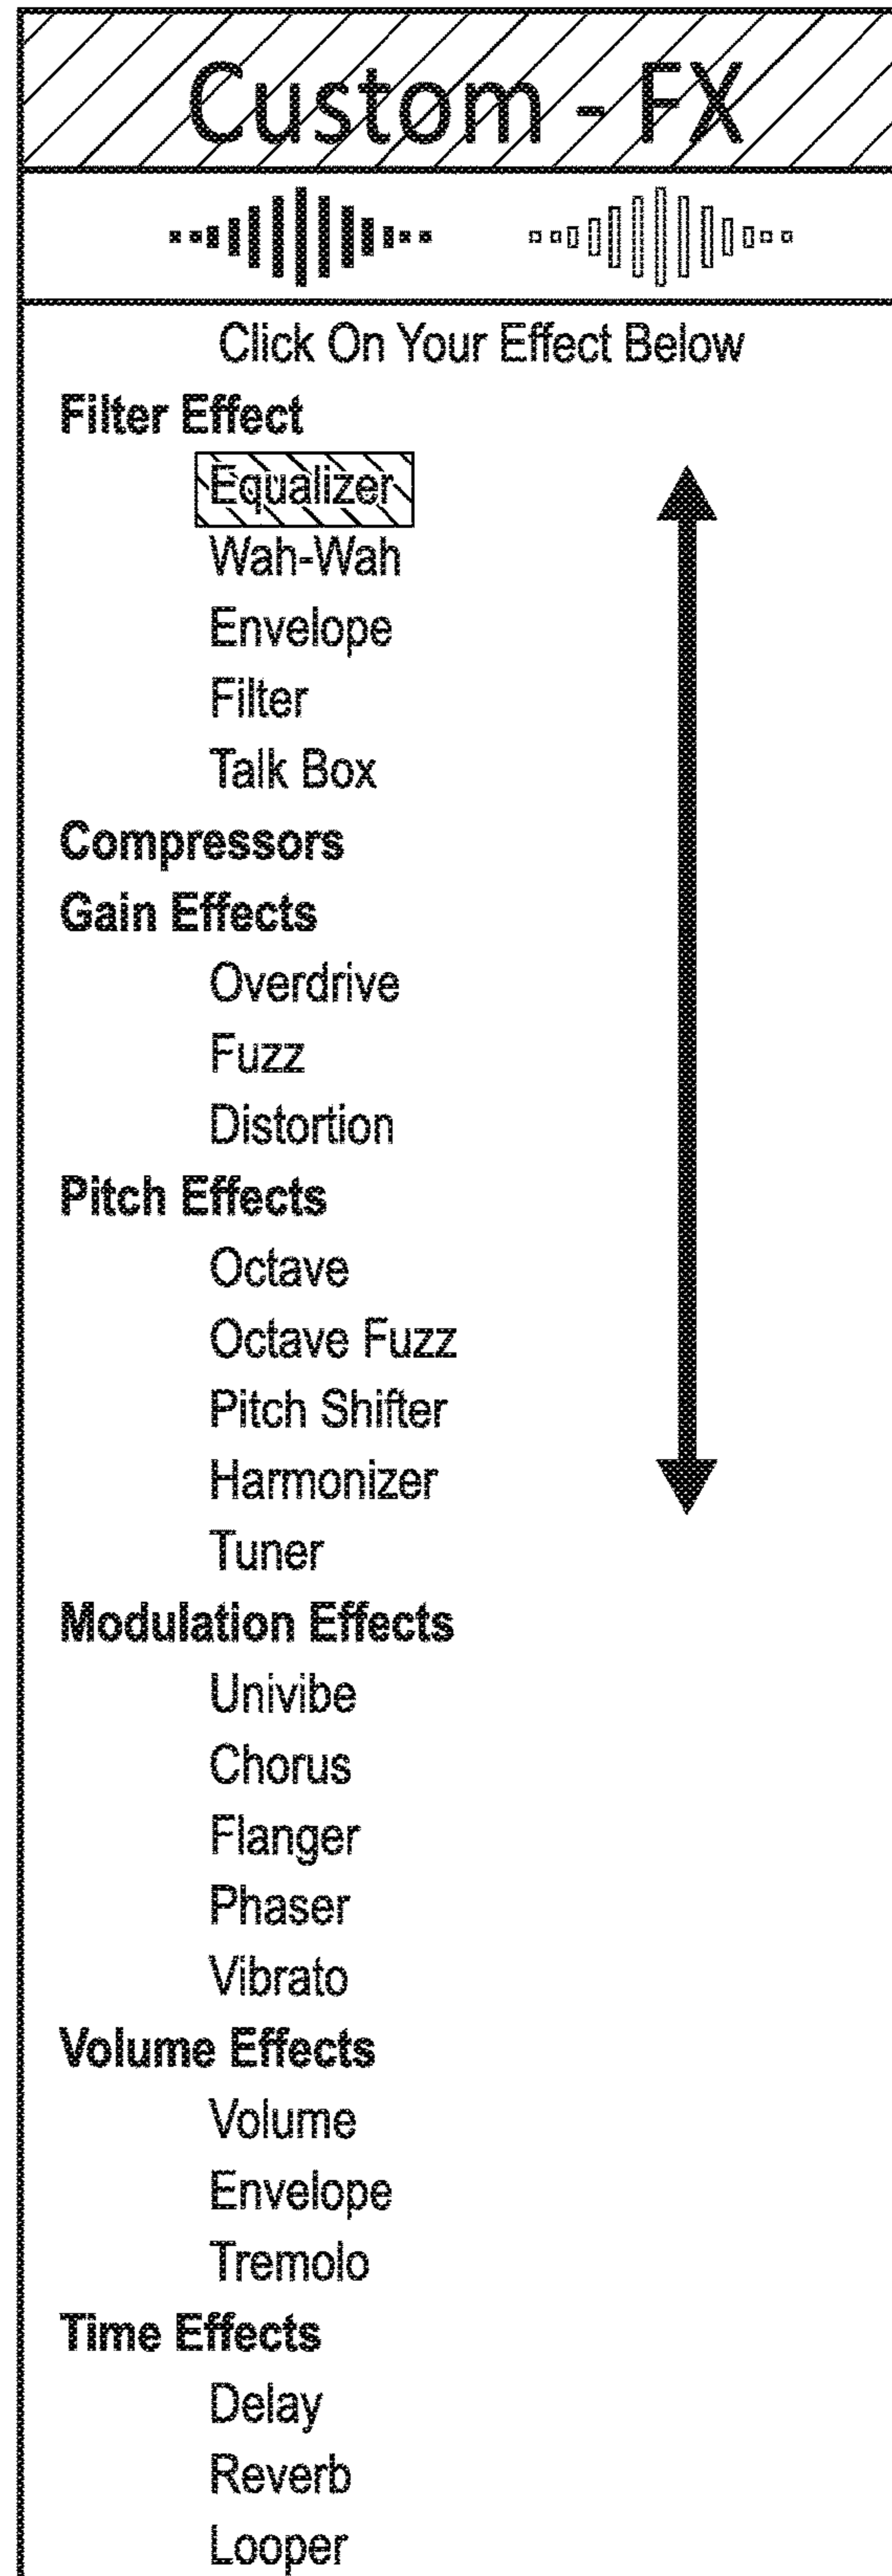 Custom - FX
Click On Your Effect Below
Filter Effect
Equalizer
Wah-Wah
Envelope
Filter
Talk Box
Compressors
Gain Effects
Overdrive
Fuzz
Distortion
Pitch Effects
Octave
Octave Fuzz
Pitch Shifter
Harmonizer
Tuner
Modulation Effects
Univibe
Chorus
Flanger
Phaser
Vibrato
Volume Effects
Volume
Envelope
Tremolo
Time Effects
Delay
Reverb
Looper